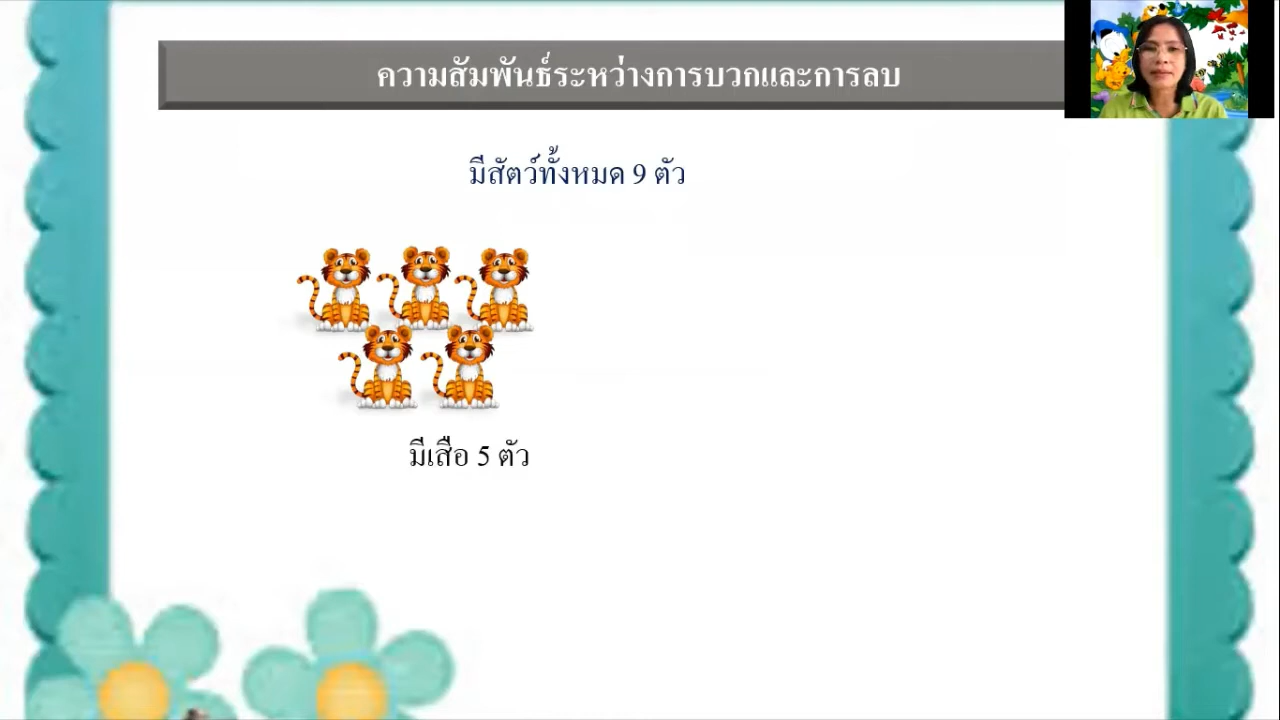 ความสัมพันธ์ระหว่างการบวกและการลบ
มีสัตว์ทั้งหมด 9 ตัว
มีเสือ 5 ตัว